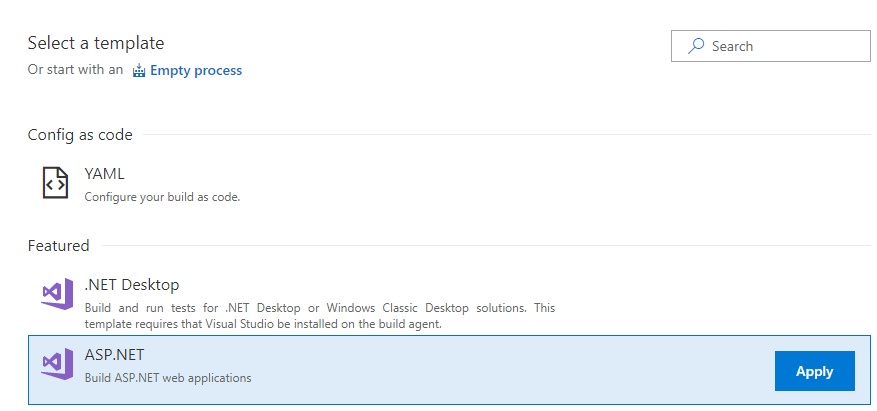 Select a template
Search
Or start with an Empty process
Config as code
YAML
Configure your build as code.
Featured
.NET Desktop
Build and run tests for .NET Desktop or Windows Classic Desktop solutions. This
template requires that Visual Studio be installed on the build agent.
ASP.NET
Build ASP.NET web applications
Apply